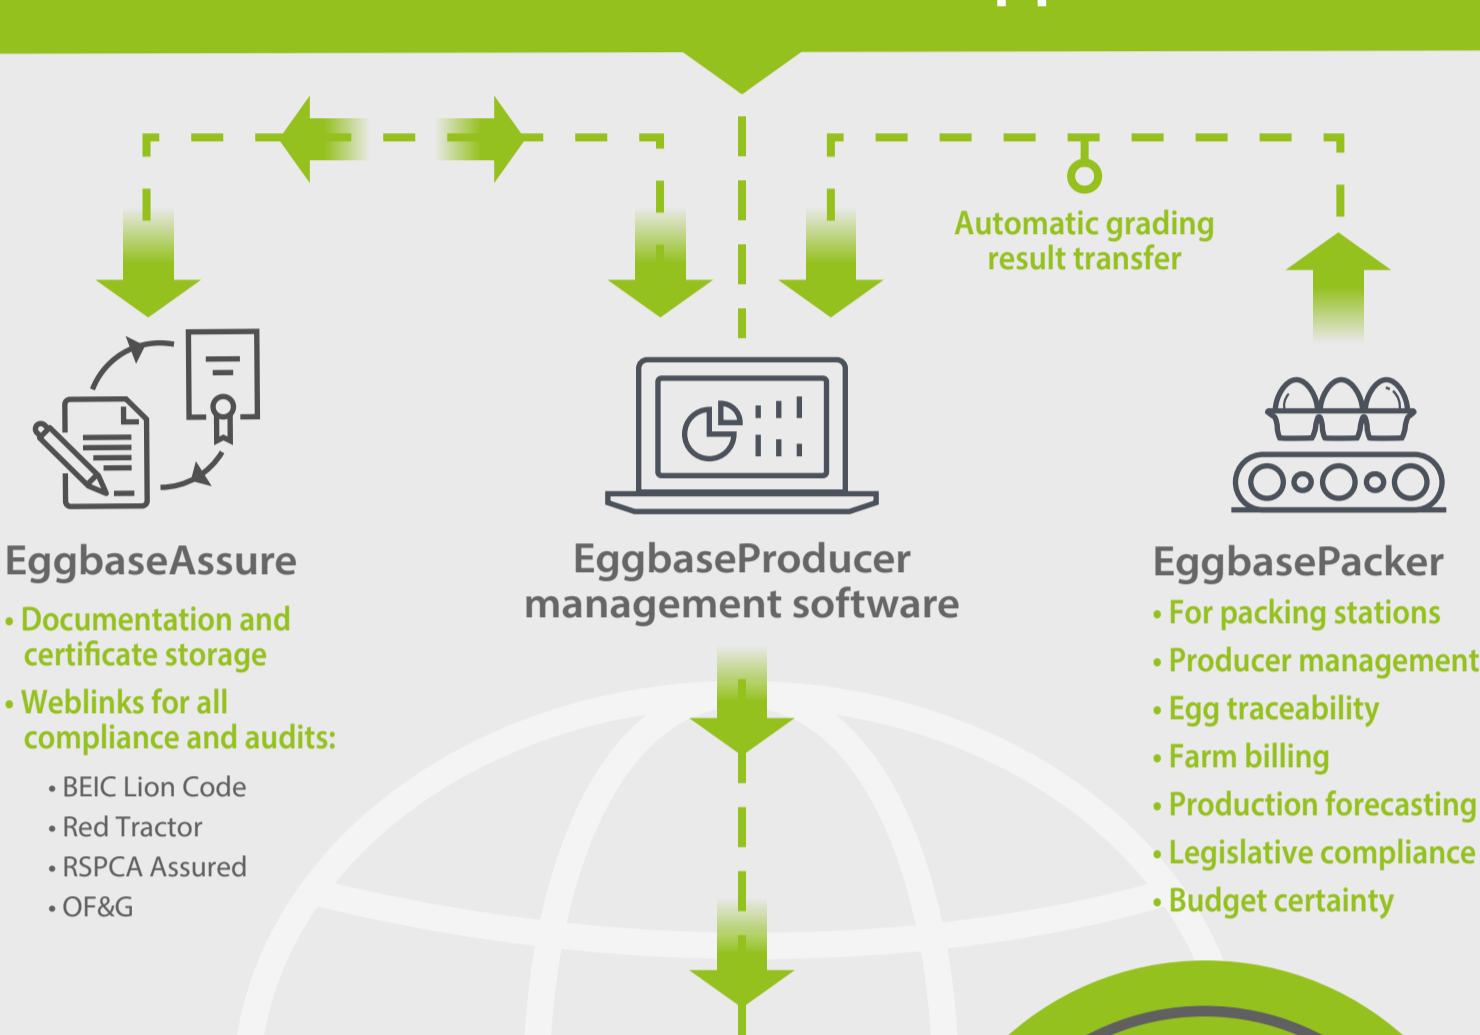 Automatic grading
result transfer
EggbaseAssure
• Documentation and
certificate storage
• Weblinks for all
compliance and audits:
• BEIC Lion Code
• Red Tractor
• RSPCA Assured
• OF&G
EggbaseProducer
management software
EggbasePacker
• For packing stations
• Producer management
• Egg traceability
• Farm billing
• Production forecasting
• Legislative compliance
• Budget certainty